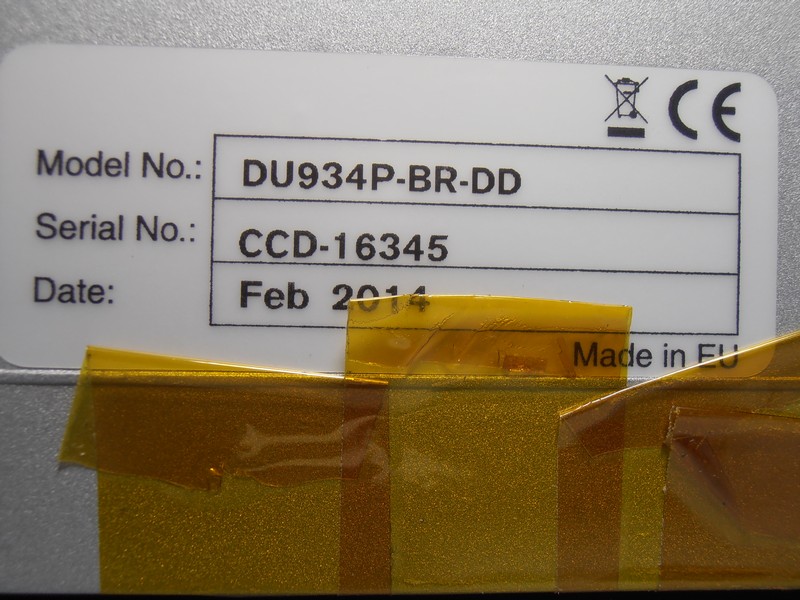 CE
Model No.: DU934P-BR-DD
Serial No.: CCD-16345
Date: Feb 2014
Made in EU